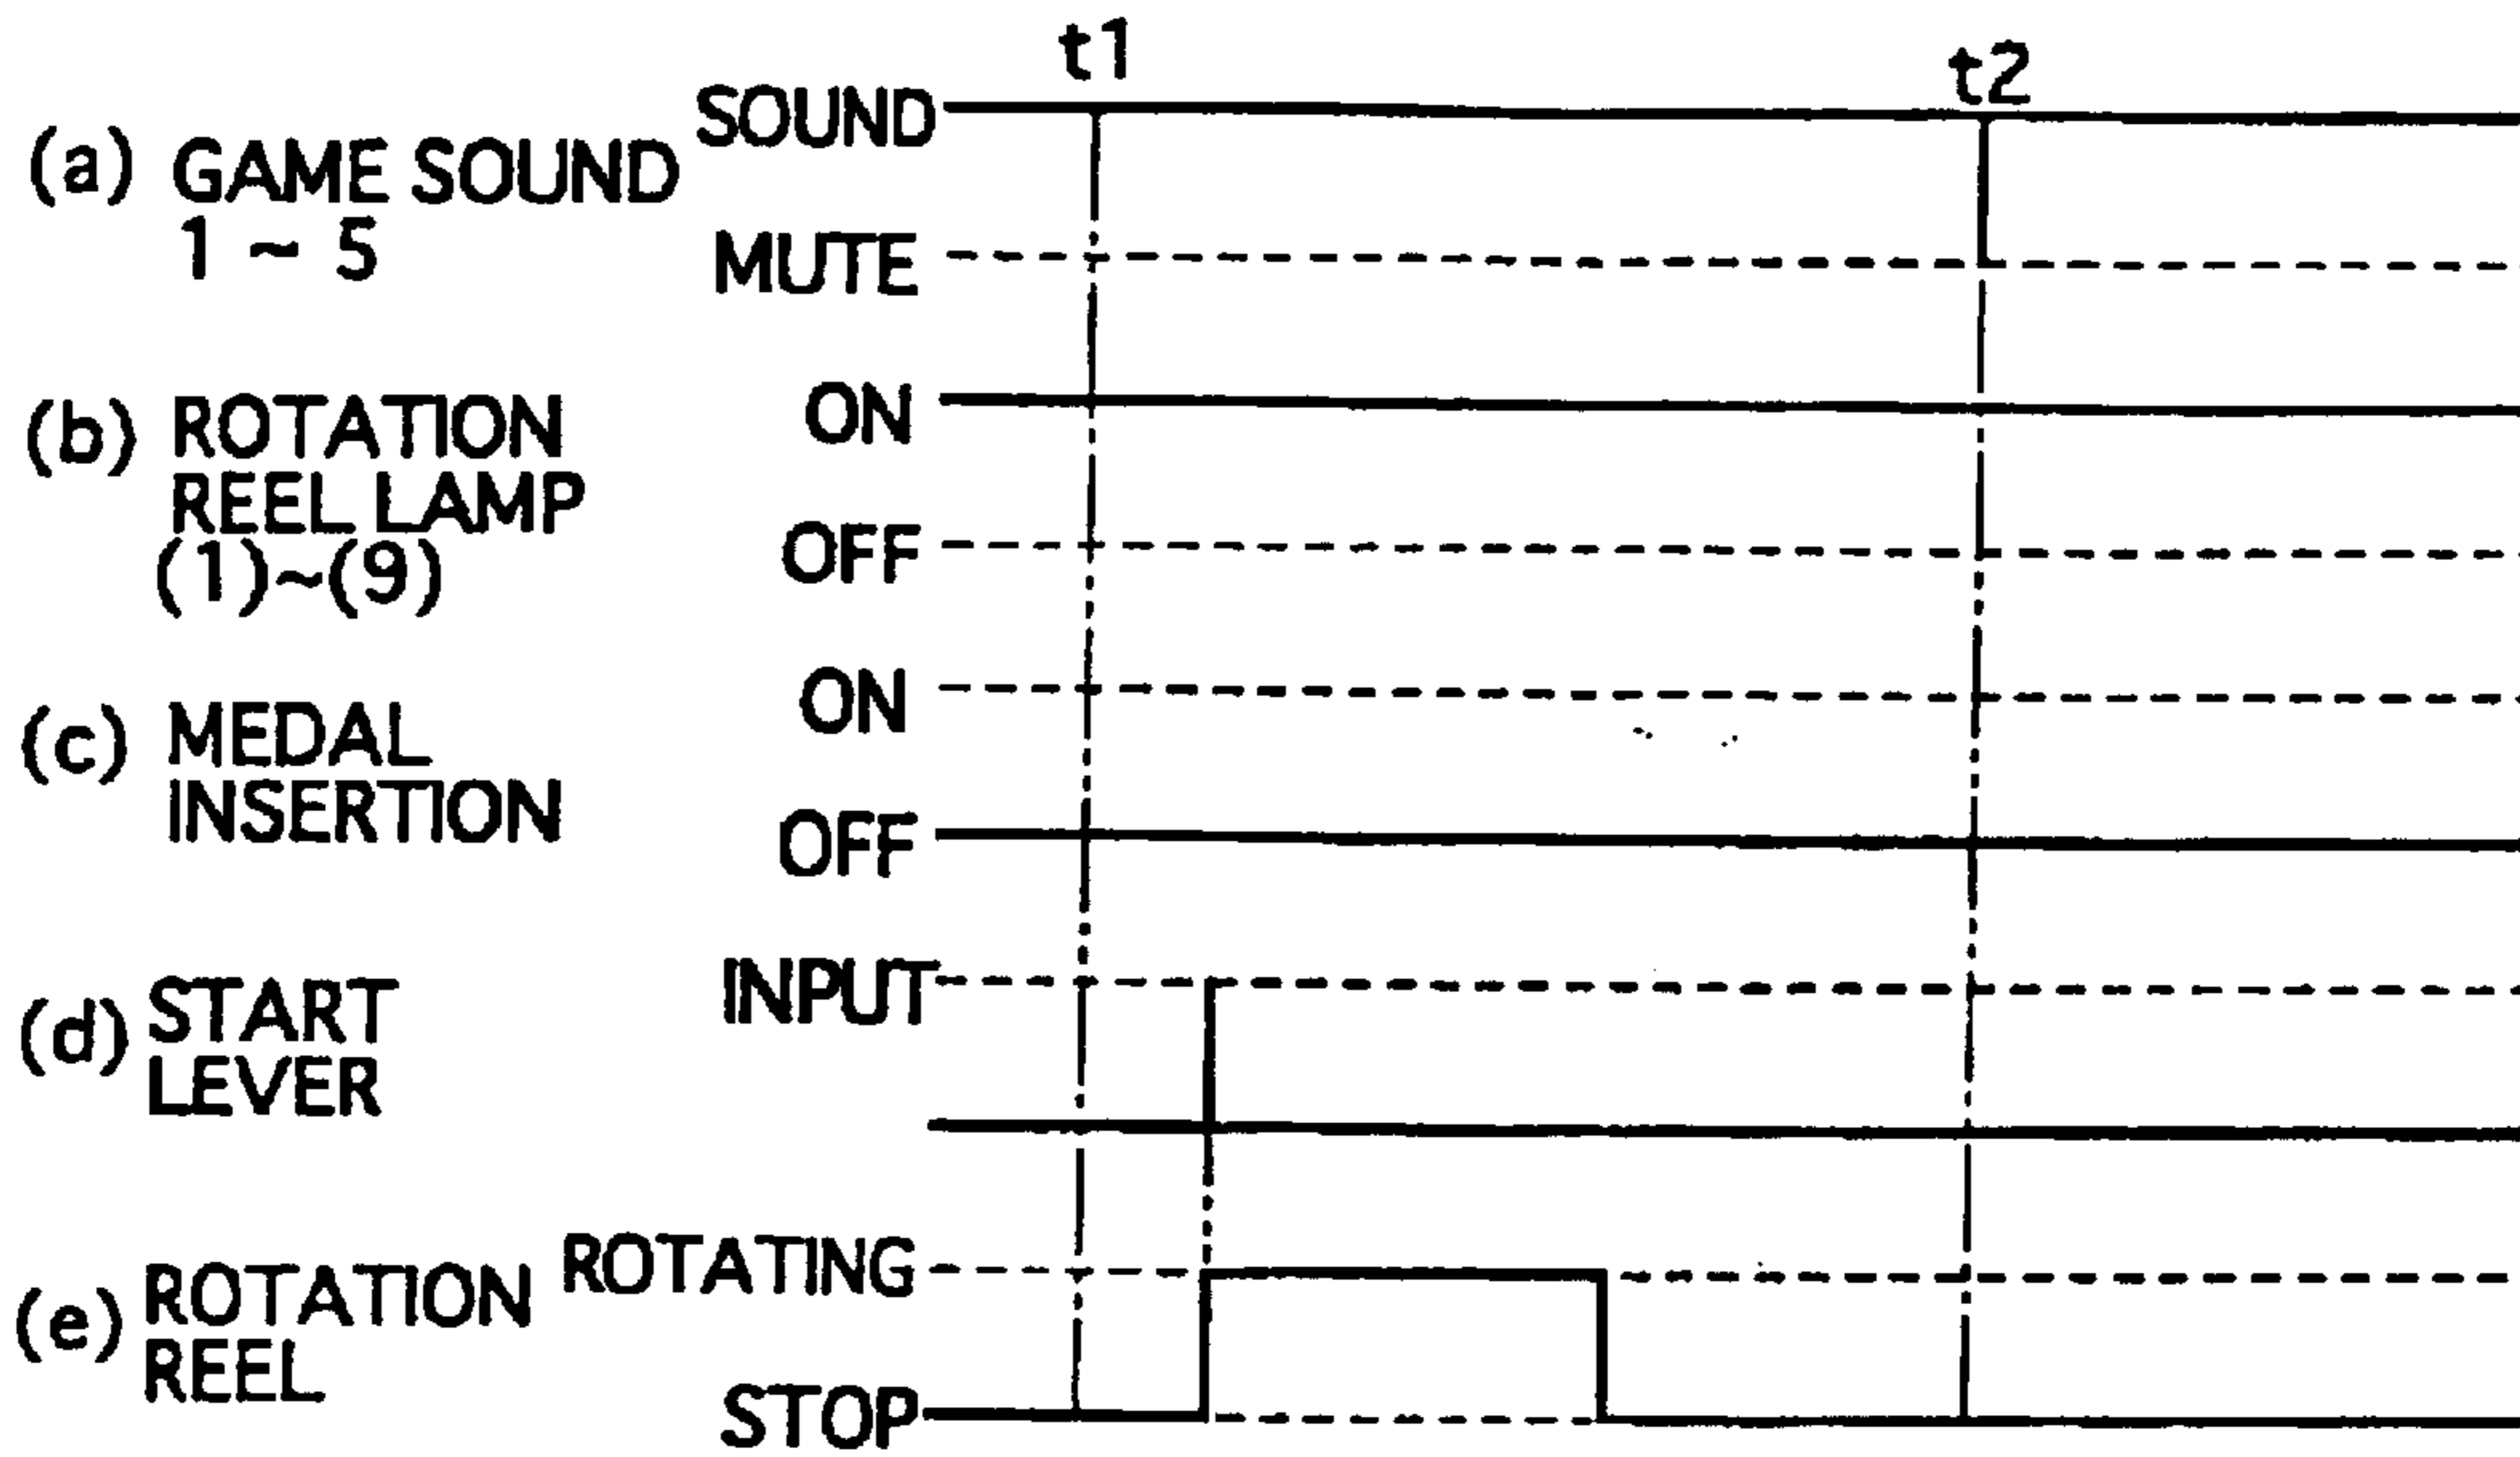 t1
t2
(a) GAME SOUND
1 ~ 5
SOUND
MUTE
(b) ROTATION
REEL LAMP
(1)~(9)
ON
OFF
(c) MEDAL
INSERTION
ON
OFF
(d) START
LEVER
INPUT
(e) ROTATION
REEL
ROTATING
STOP